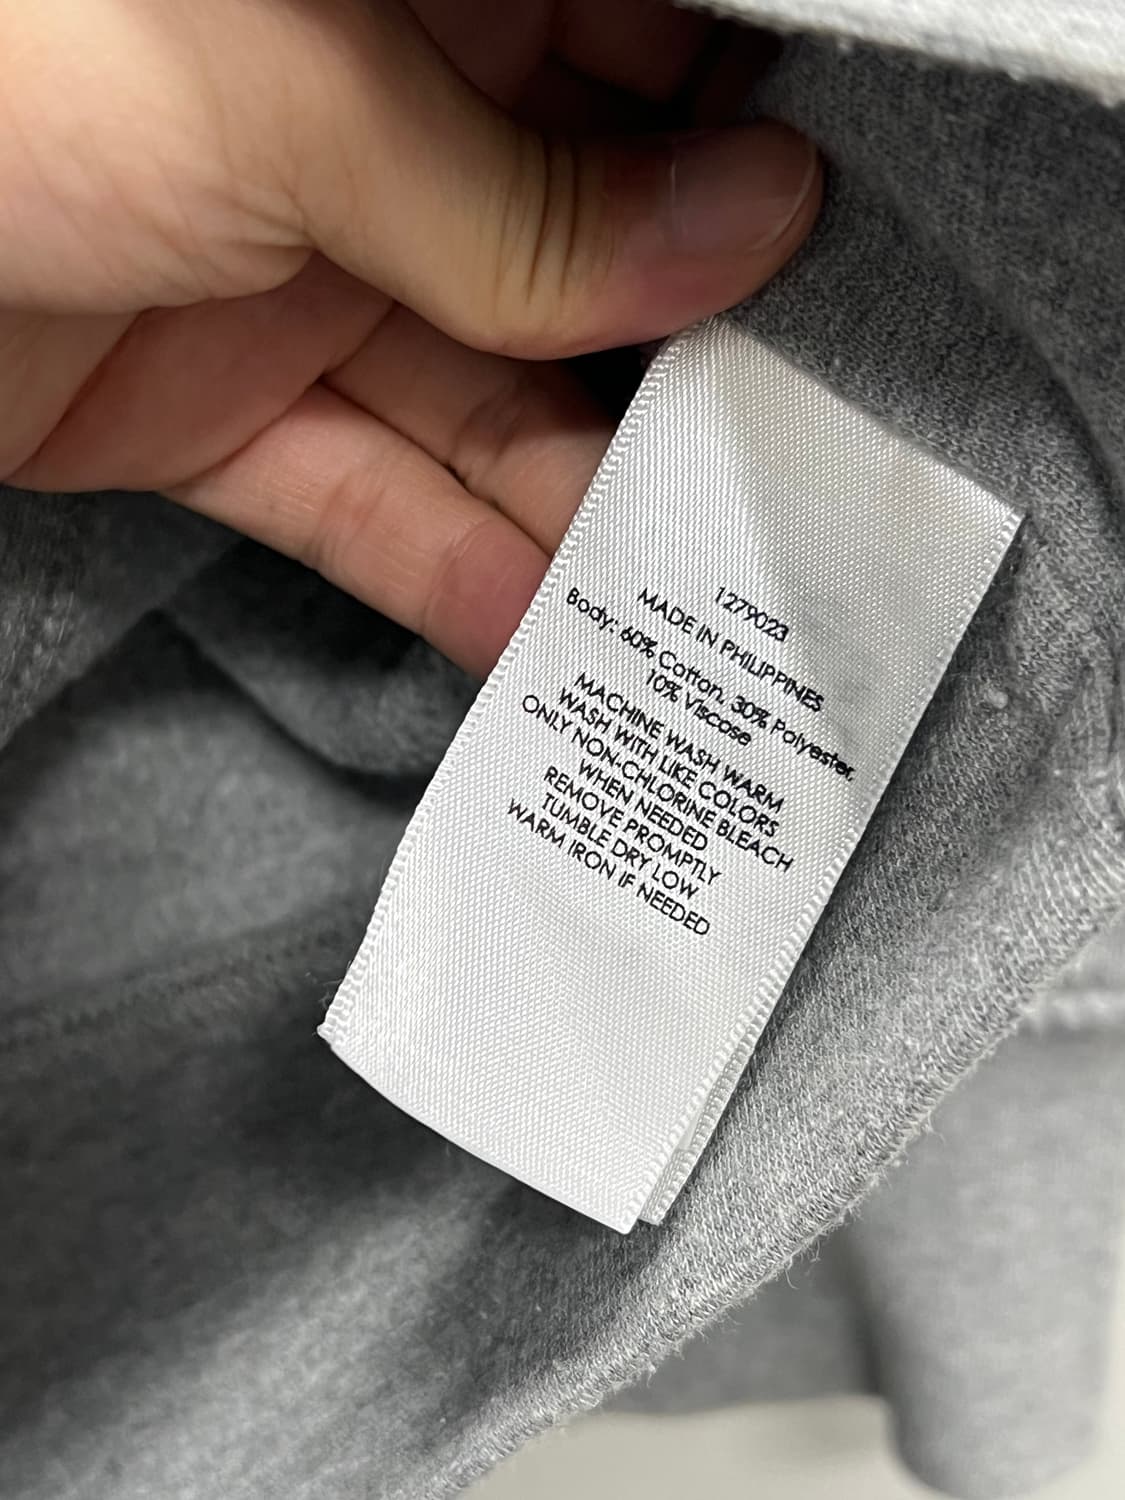 1279023
MADE IN PHILIPPINES
Body: 60% Cotton, 30% Polyester,
10% Viscose
MACHINE WASH WARM
WASH WITH LIKE COLORS
ONLY NON-CHLORINE BLEACH
WHEN NEEDED
REMOVE PROMPTLY
TUMBLE DRY LOW
WARM IRON IF NEEDED